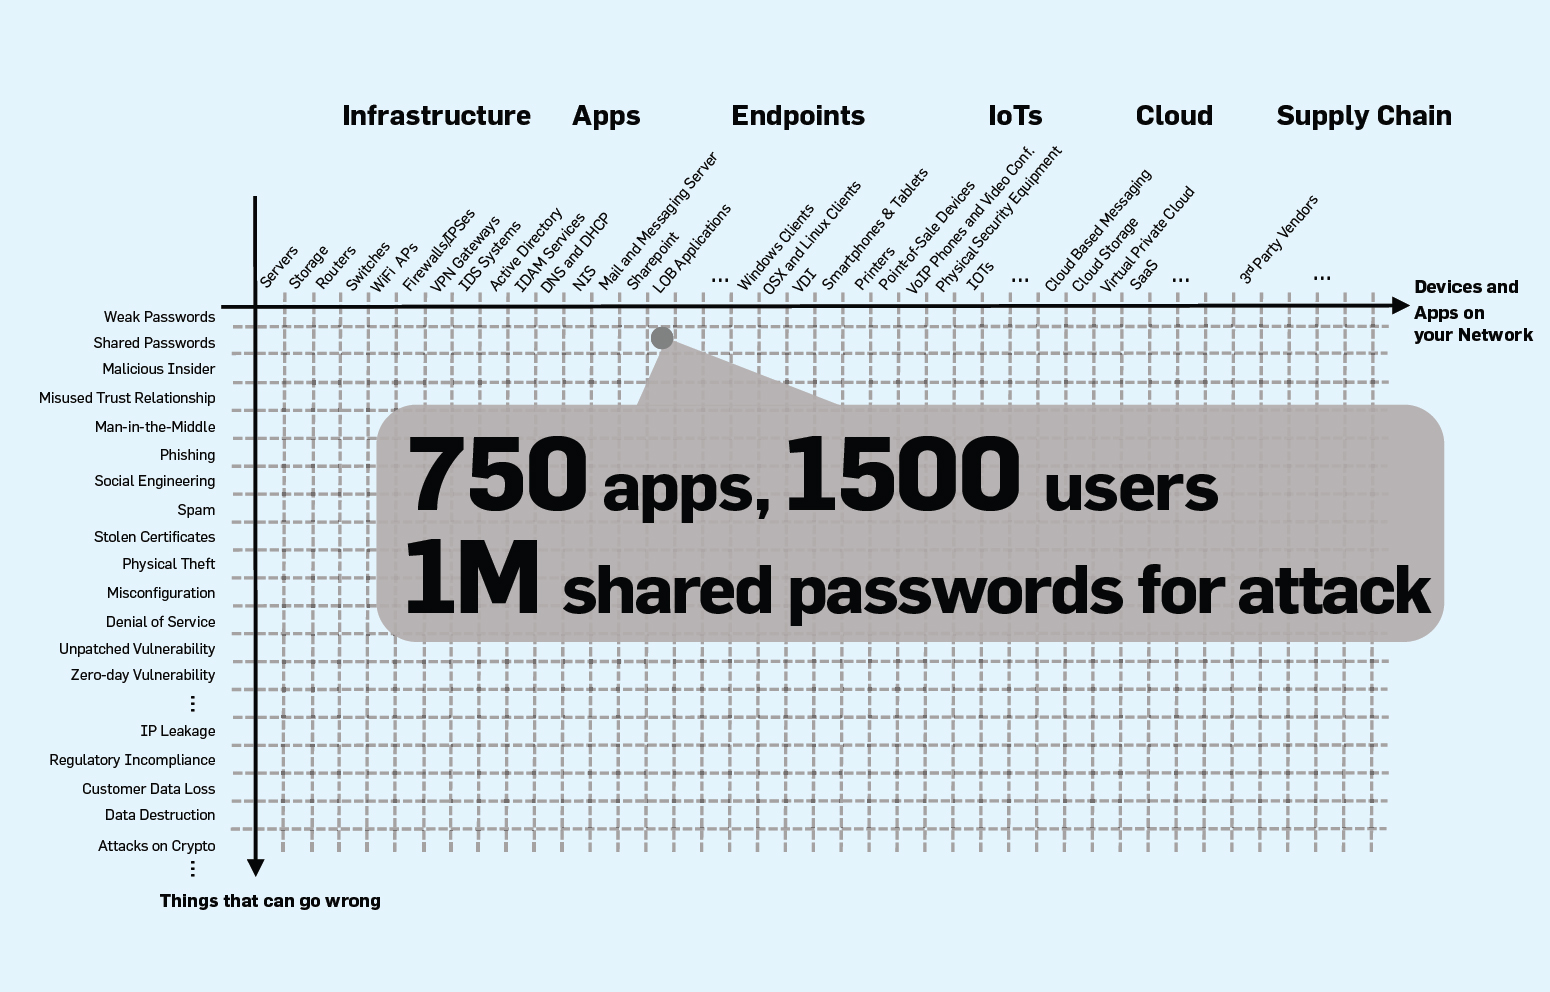 Infrastructure Apps Endpoints IoTs Cloud Supply Chain
Servers
Storage
Routers
Switches
WiFi APs
Firewalls/IPSes
VPN Gateways
IDS Systems
Active Directory
IDAM Services
DNS and DHCP
NIS
Mail and Messaging Server
Sharepoint
LOB Applications
...
Windows Clients
OSX and Linux Clients
VDI
Smartphones & Tablets
Printers
Point-of-Sale Devices
VoIP Phones and Video Conf.
Physical Security Equipment
IOTs
...
Cloud Based Messaging
Cloud Storage
Virtual Private Cloud
SaaS
...
3rd Party Vendors
...
Devices and
Apps on
your Network
Weak Passwords
Shared Passwords
Malicious Insider
Misused Trust Relationship
Man-in-the-Middle
Phishing
Social Engineering
Spam
Stolen Certificates
Physical Theft
Misconfiguration
Denial of Service
Unpatched Vulnerability
Zero-day Vulnerability
...
IP Leakage
Regulatory Incompliance
Customer Data Loss
Data Destruction
Attacks on Crypto
...
Things that can go wrong
750 apps, 1500 users
1M shared passwords for attack